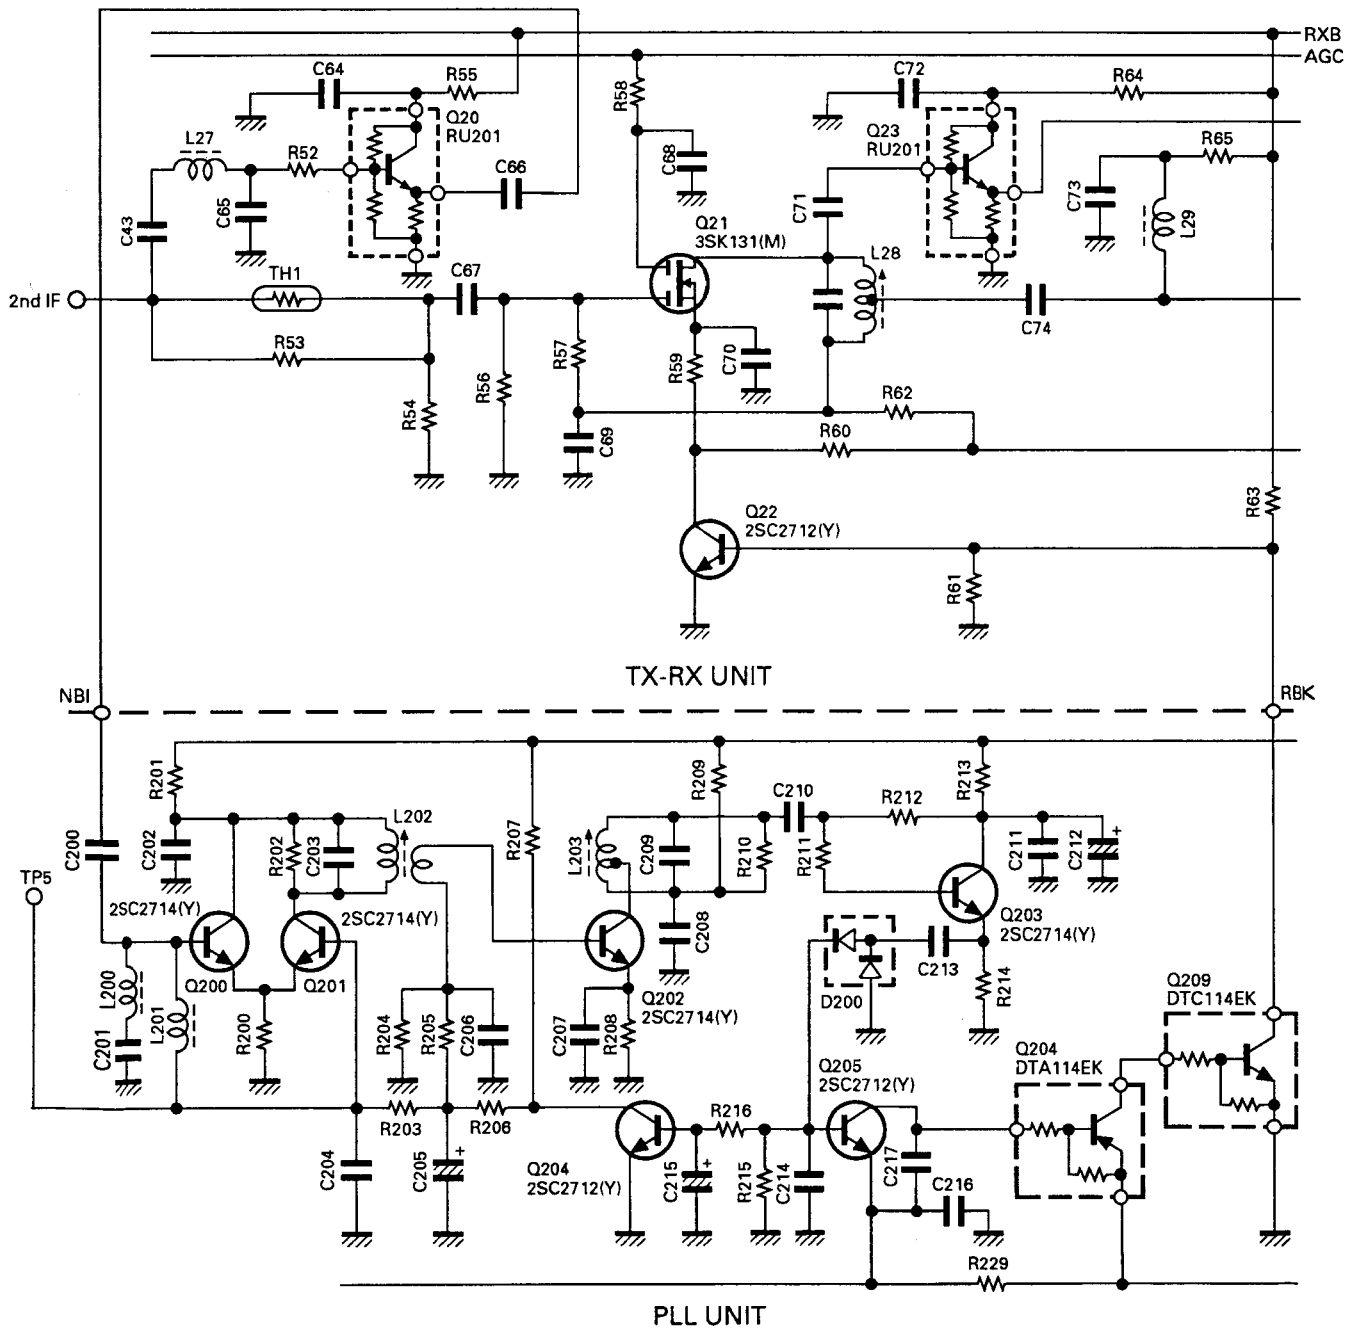 RXB
AGC
C64
R55
R58
C72
R64
Q20
RU201
Q23
RU201
L27
R52
C66
C68
R65
C65
C43
C71
C73
L29
Q21
3SK131(M)
L28
2nd IF
TH1
C67
C74
R53
R57
R59
C70
R56
R54
R62
C69
R60
R63
Q22
2SC2712(Y)
R61
TX-RX UNIT
NBI
RBK
R201
R209
R213
C210
R212
L202
R207
C200
C202
R202
C203
L203
C209
R210
R211
C211
C212
+
TP5
2SC2714(Y)
2SC2714(Y)
Q203
2SC2714(Y)
C208
C213
L200
L201
Q200
Q201
D200
R214
Q202
2SC2714(Y)
Q209
DTC114EK
C201
R200
R204
R205
C206
C207
R208
Q204
DTA114EK
Q205
2SC2712(Y)
R203
R206
R216
C204
C205
+
Q204
2SC2712(Y)
C215
+
R215
C214
C217
C216
R229
PLL UNIT